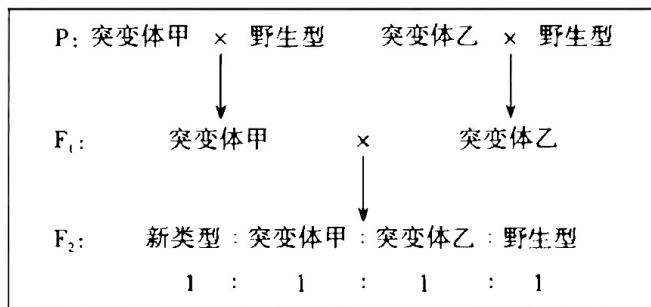 P: 突变体甲 × 野生型 突变体乙 × 野生型
F₁: 突变体甲 × 突变体乙
F₂: 新类型 : 突变体甲 : 突变体乙 : 野生型
1 : 1 : 1 : 1